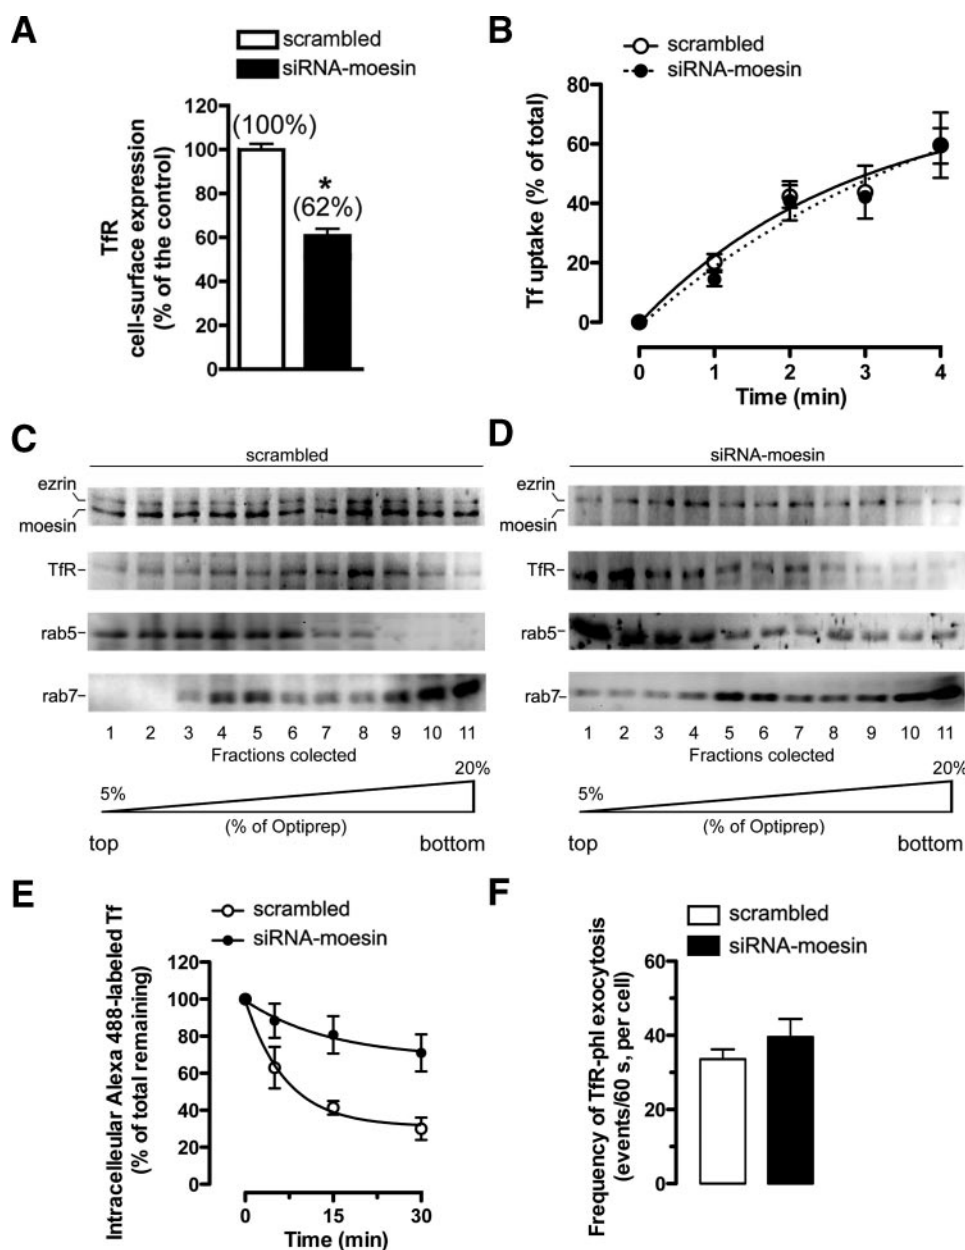 A
scrambled
siRNA-moesin
TfR
cell-surface expression
(% of the control)
120
100
80
60
40
20
0
(100%)
*
(62%)
B
scrambled
siRNA-moesin
Tf uptake (% of total)
80
60
40
20
0
0 1 2 3 4
Time (min)
C
scrambled
ezrin
moesin
TfR
rab5
rab7
1 2 3 4 5 6 7 8 9 10 11
Fractions colected
5%
20%
(% of Optiprep)
top
bottom
D
siRNA-moesin
ezrin
moesin
TfR
rab5
rab7
1 2 3 4 5 6 7 8 9 10 11
Fractions colected
5%
20%
(% of Optiprep)
top
bottom
E
scrambled
siRNA-moesin
Intracelleular Alexa 488-labeled Tf
(% of total remaining)
120
100
80
60
40
20
0
0 15 30
Time (min)
F
scrambled
siRNA-moesin
Frequency of TfR-phl exocytosis
(events/60 s, per cell)
60
40
20
0